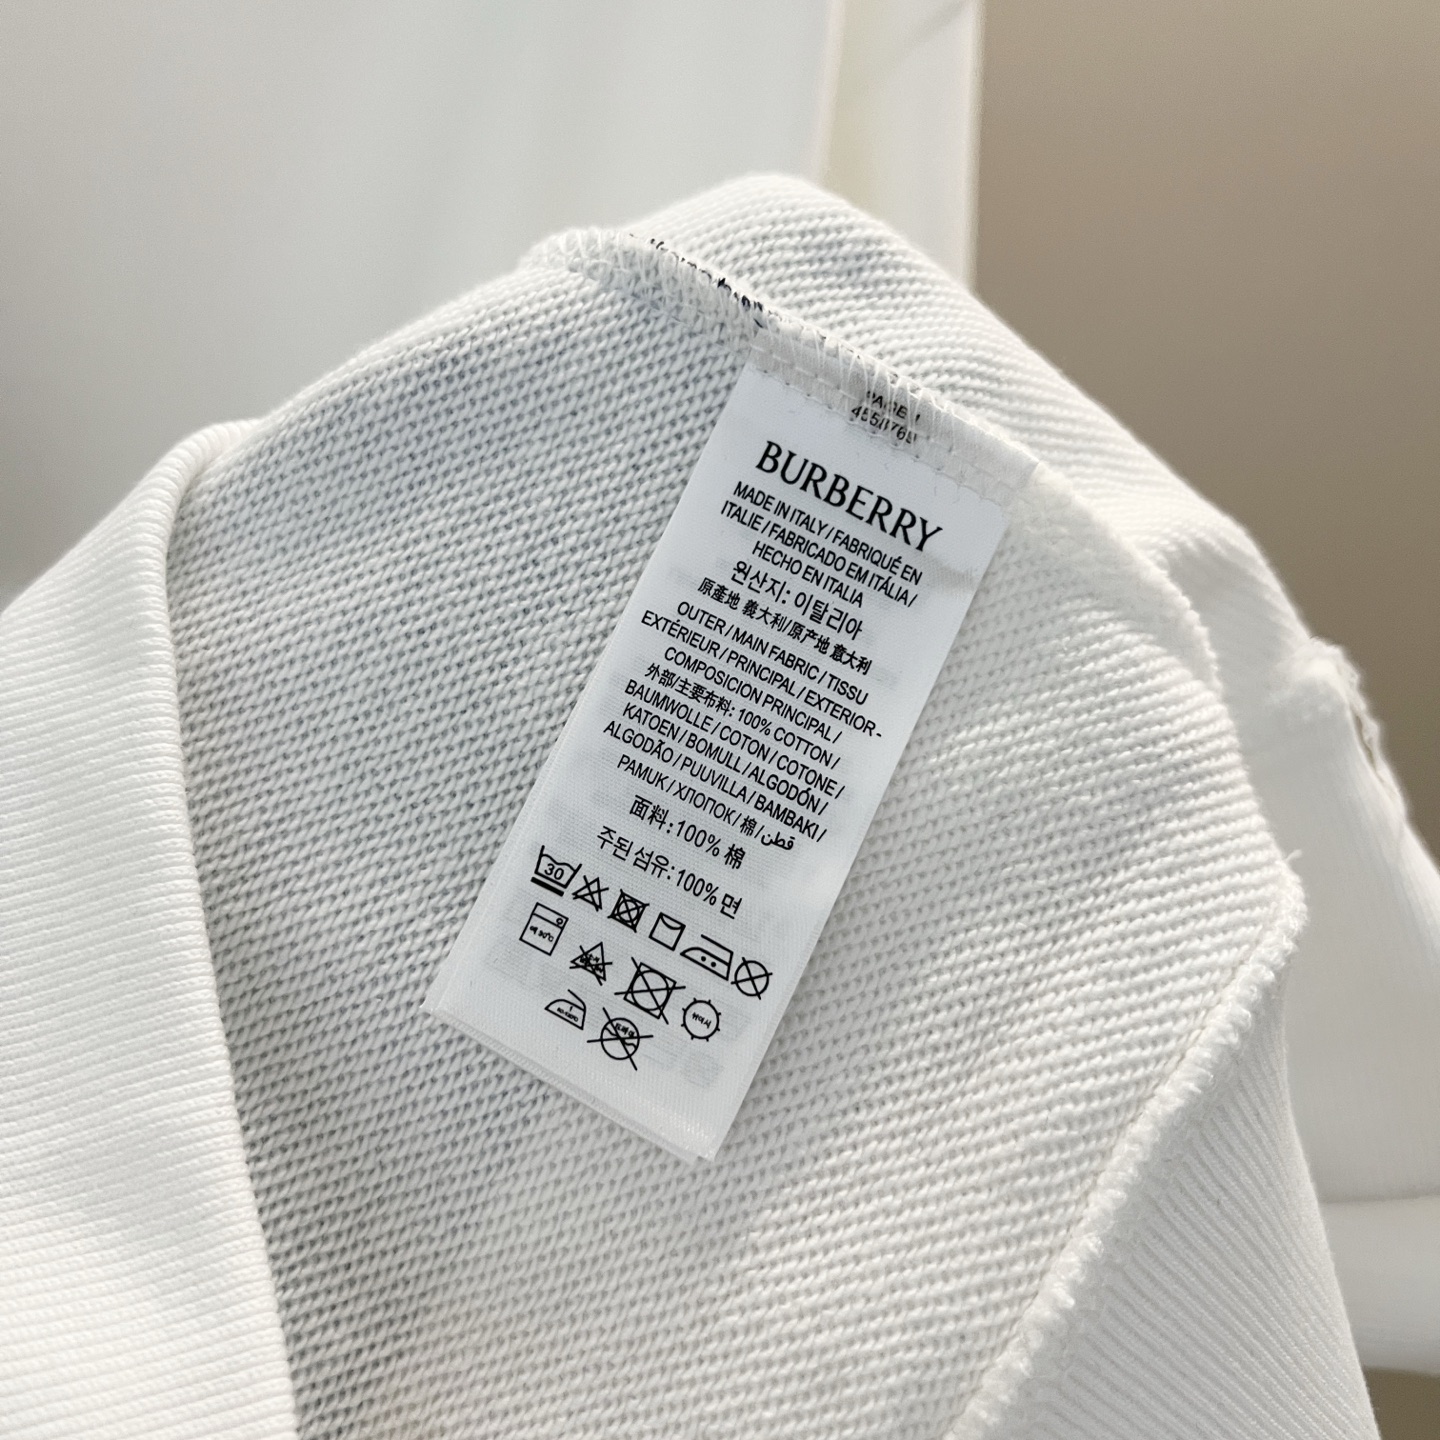 BURBERRY
MADE IN ITALY / FABRIQUÉ EN
ITALIE / FABRICADO EM ITÁLIA /
HECHO EN ITALIA
원산지: 이탈리아
原產地 義大利/原产地 意大利
OUTER / MAIN FABRIC / TISSU
EXTÉRIEUR / PRINCIPAL / EXTERIOR -
COMPOSICIÓN PRINCIPAL /
外部/主要布料: 100% COTTON /
BAUMWOLLE / COTON / COTONE /
KATOEN / BOMULL / ALGODÓN /
ALGODÃO / PUUVILLA / BAMBAKI /
PAMUK / ХЛОПОК / 棉 / قطن
面料: 100% 棉
주된 섬유: 100% 면
30